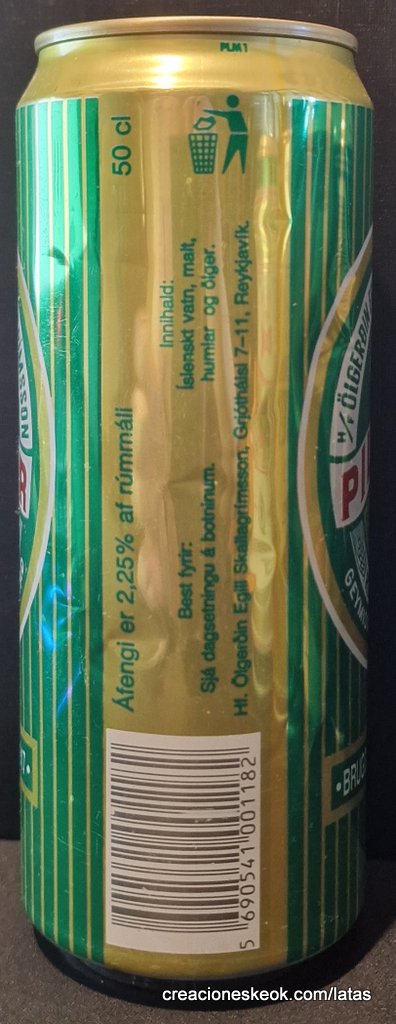 PLM1
50 cl
Áfengi er 2,25% af rúmmáli
Innihald:
Íslenskt vatn, malt,
humlar og ölger.
Best fyrir:
Sjá dagsetningu á botninum.
Hf. Ölgerðin Egill Skallagrímsson, Grjóthálsi 7-11, Reykjavík.
5 690541 001182
H/f ÖLGERÐIN
creacioneskeok.com/latas